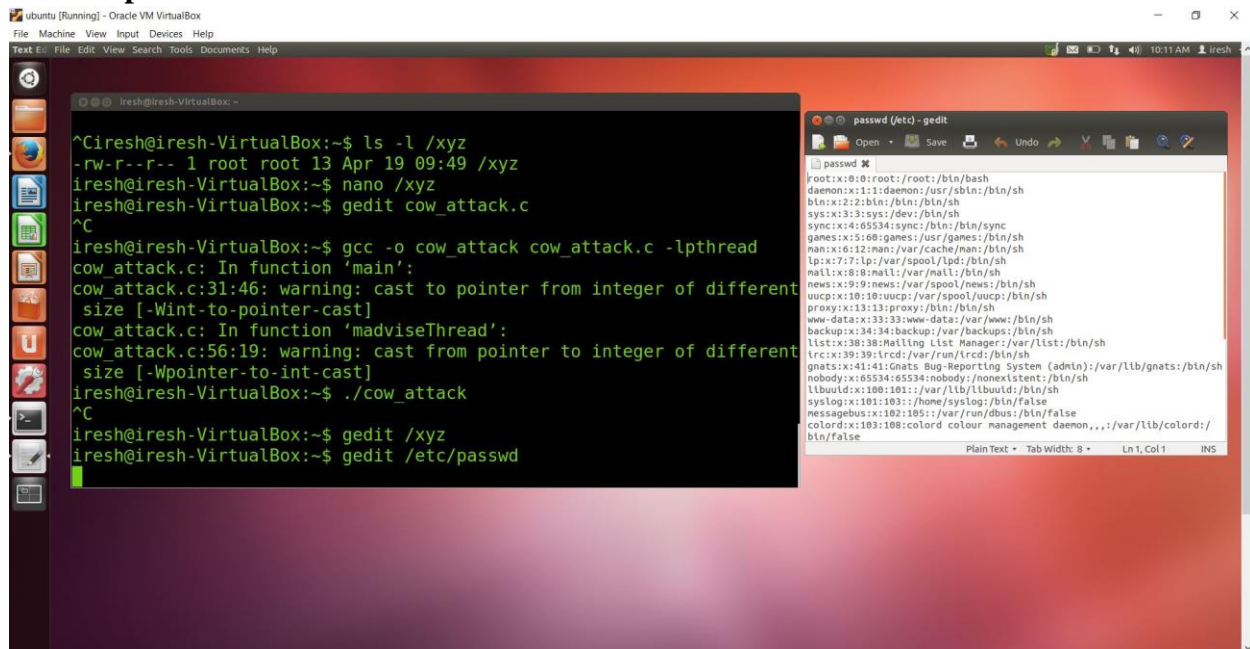 ubuntu [Running] - Oracle VM VirtualBox
File Machine View Input Devices Help
Text Ed File Edit View Search Tools Documents Help
10:11 AM iresh
iresh@iresh-VirtualBox: ~
^Ciresh@iresh-VirtualBox:~$ ls -l /xyz
-rw-r--r-- 1 root root 13 Apr 19 09:49 /xyz
iresh@iresh-VirtualBox:~$ nano /xyz
iresh@iresh-VirtualBox:~$ gedit cow_attack.c
^C
iresh@iresh-VirtualBox:~$ gcc -o cow_attack cow_attack.c -lpthread
cow_attack.c: In function ‘main’:
cow_attack.c:31:46: warning: cast to pointer from integer of different
size [-Wint-to-pointer-cast]
cow_attack.c: In function ‘madviseThread’:
cow_attack.c:56:19: warning: cast from pointer to integer of different
size [-Wpointer-to-int-cast]
iresh@iresh-VirtualBox:~$ ./cow_attack
^C
iresh@iresh-VirtualBox:~$ gedit /xyz
iresh@iresh-VirtualBox:~$ gedit /etc/passwd
passwd (/etc) - gedit
Open Save Undo
passwd
root:x:0:0:root:/root:/bin/bash
daemon:x:1:1:daemon:/usr/sbin:/bin/sh
bin:x:2:2:bin:/bin:/bin/sh
sys:x:3:3:sys:/dev:/bin/sh
sync:x:4:65534:sync:/bin:/bin/sync
games:x:5:60:games:/usr/games:/bin/sh
man:x:6:12:man:/var/cache/man:/bin/sh
lp:x:7:7:lp:/var/spool/lpd:/bin/sh
mail:x:8:8:mail:/var/mail:/bin/sh
news:x:9:9:news:/var/spool/news:/bin/sh
uucp:x:10:10:uucp:/var/spool/uucp:/bin/sh
proxy:x:13:13:proxy:/bin:/bin/sh
www-data:x:33:33:www-data:/var/www:/bin/sh
backup:x:34:34:backup:/var/backups:/bin/sh
list:x:38:38:Mailing List Manager:/var/list:/bin/sh
irc:x:39:39:ircd:/var/run/ircd:/bin/sh
gnats:x:41:41:Gnats Bug-Reporting System (admin):/var/lib/gnats:/bin/sh
nobody:x:65534:65534:nobody:/nonexistent:/bin/sh
libuuid:x:100:101::/var/lib/libuuid:/bin/sh
syslog:x:101:103::/home/syslog:/bin/false
messagebus:x:102:105::/var/run/dbus:/bin/false
colord:x:103:108:colord colour management daemon,,,:/var/lib/colord:/
bin/false
Plain Text Tab Width: 8 Ln 1, Col 1 INS